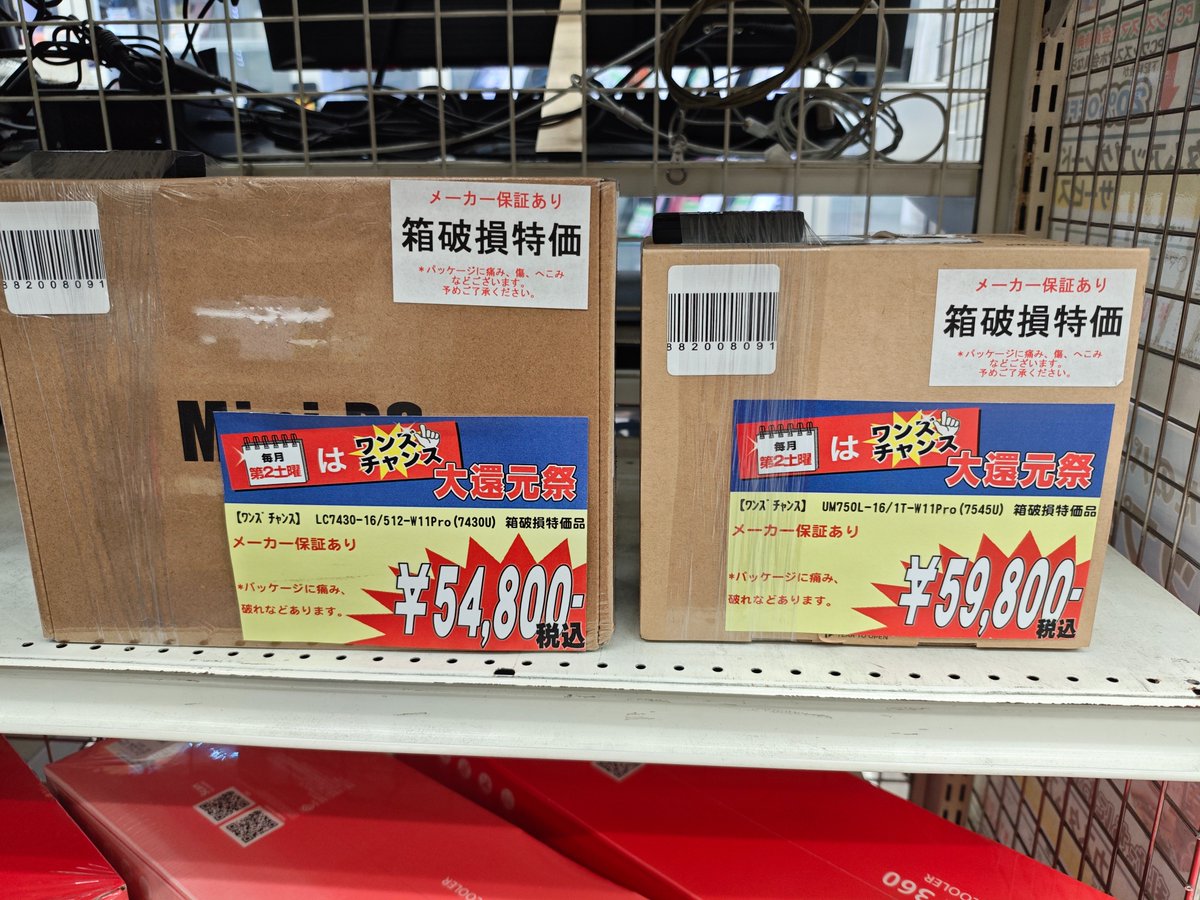 メーカー保証あり
箱破損特価
*パッケージに痛み、傷、へこみ
などございます。
予めご了承ください。
882008091
毎月
第2土曜
は
ワンズ
チャンス
大還元祭
【ワンズチャンス】 LC7430-16/512-W11Pro(7430U) 箱破損特価品
メーカー保証あり
*パッケージに痛み、
破れなどあります。
¥54,800-
税込
メーカー保証あり
箱破損特価
*パッケージに痛み、傷、へこみ
などございます。
予めご了承ください。
882008091
毎月
第2土曜
は
ワンズ
チャンス
大還元祭
【ワンズチャンス】 UM750L-16/1T-W11Pro(7545U) 箱破損特価品
メーカー保証あり
*パッケージに痛み、
破れなどあります。
¥59,800-
税込
サービス
COOLER
360
COOLER